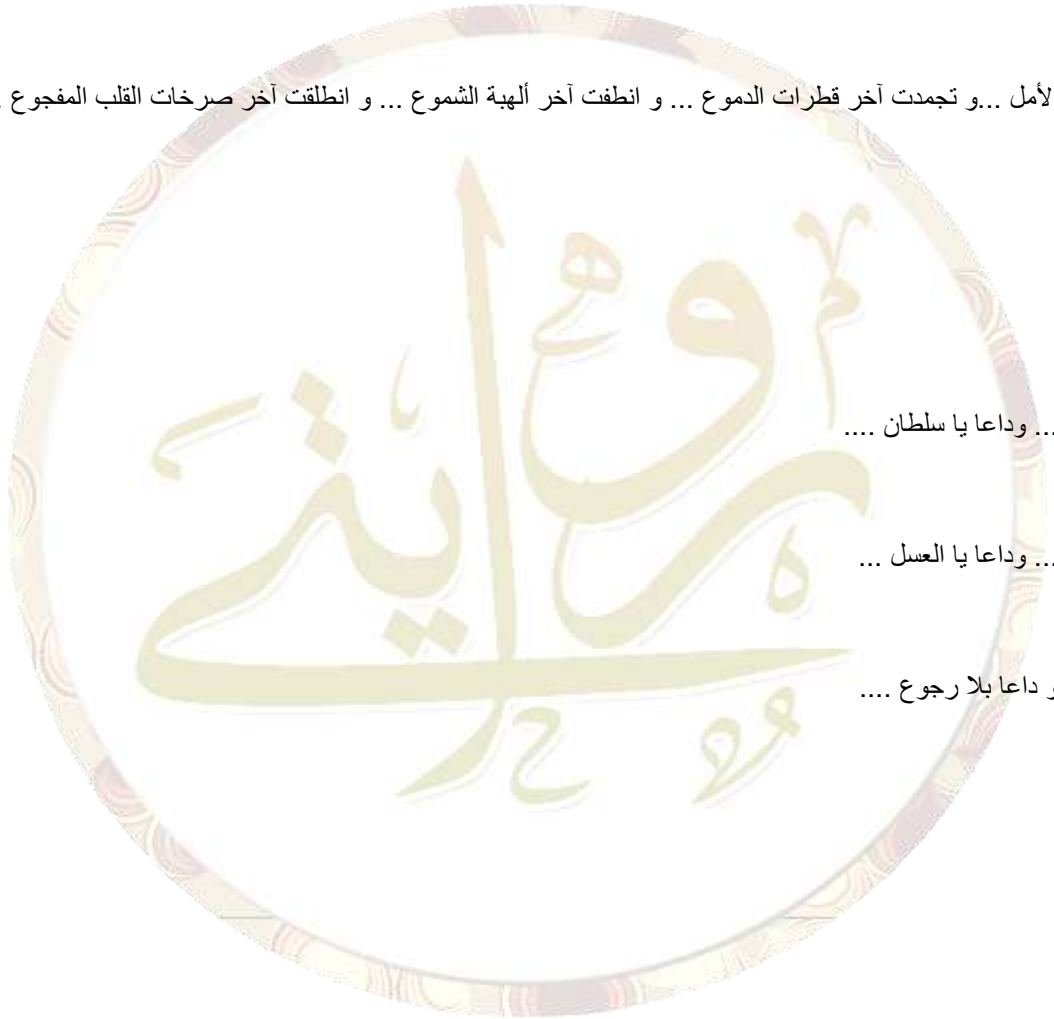 لأمل ...و تجمدت آخر قطرات الدموع ... و انطفت آخر ألهبة الشموع ... و انطلقت آخر صرخات القلب المفجوع .
... وداعا يا سلطان ....
... وداعا يا العسل ...
و داعا بلا رجوع ....
روايتي